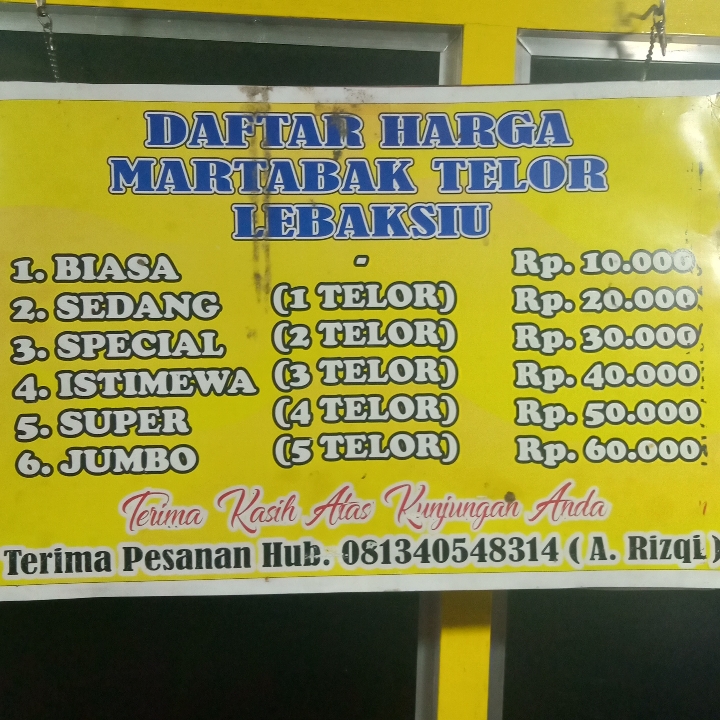 DAFTAR HARGA
MARTABAK TELOR
LEBAKSIU
1. BIASA - Rp. 10.000
2. SEDANG (1 TELOR) Rp. 20.000
3. SPECIAL (2 TELOR) Rp. 30.000
4. ISTIMEWA (3 TELOR) Rp. 40.000
5. SUPER (4 TELOR) Rp. 50.000
6. JUMBO (5 TELOR) Rp. 60.000
Terima Kasih Atas Kunjungan Anda
Terima Pesanan Hub. 081340548314 ( A. Rizqi )